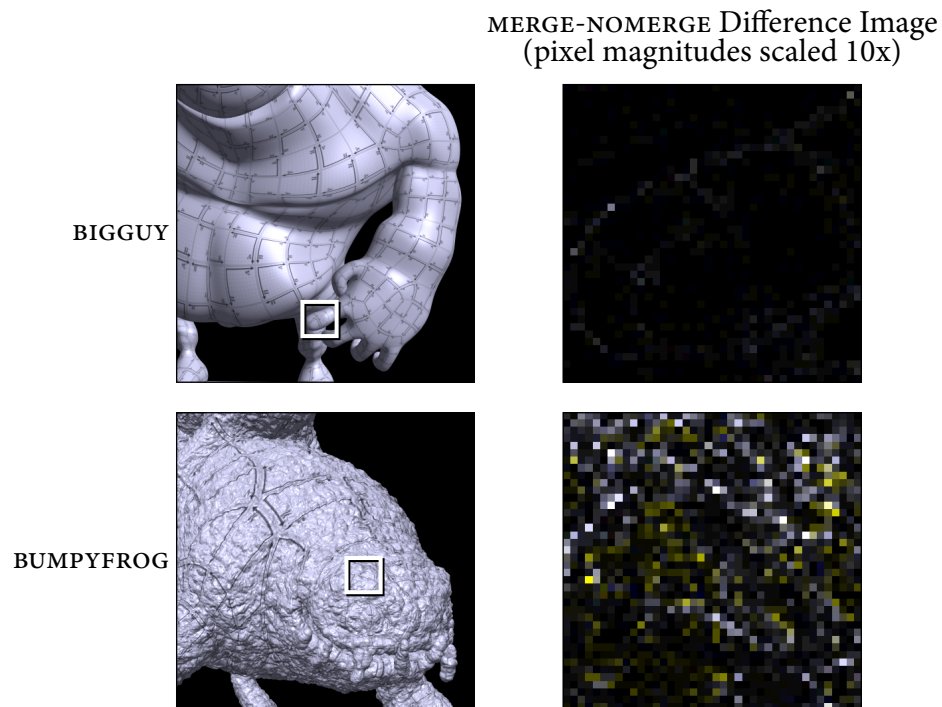 MERGE-NOMERGE Difference Image
(pixel magnitudes scaled 10x)
BIGGUY
BUMPYFROG